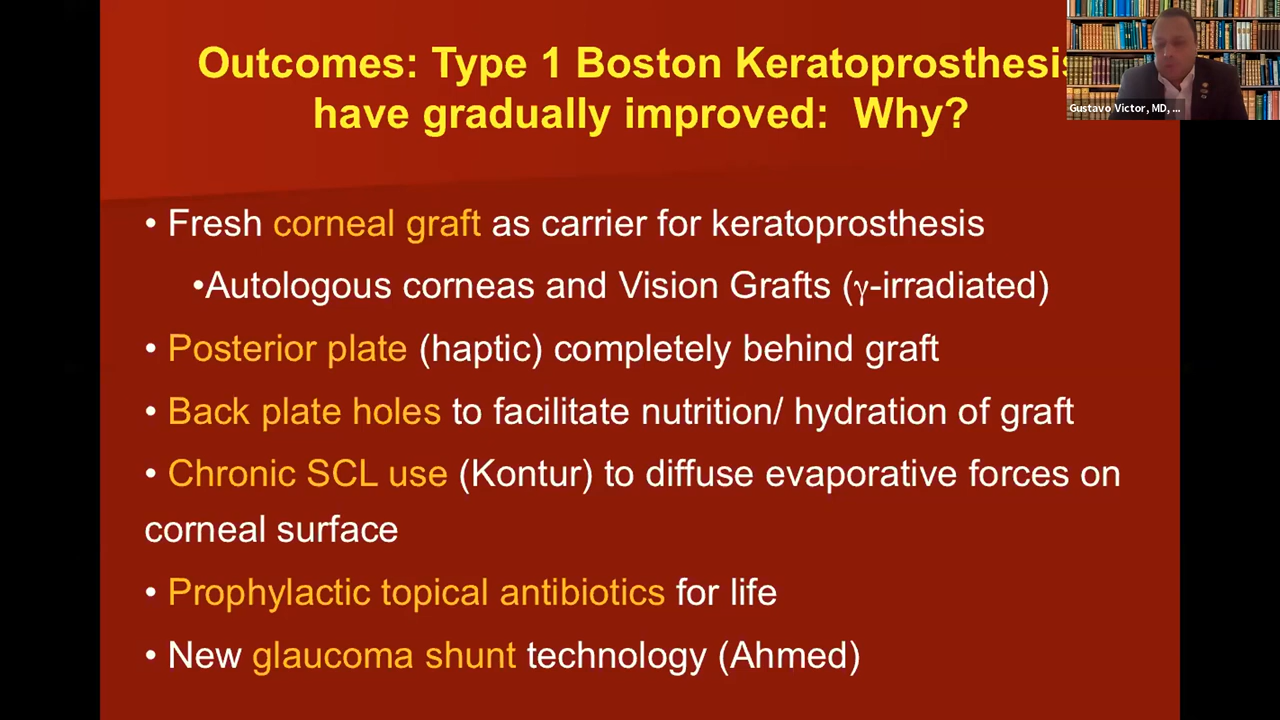 Outcomes: Type 1 Boston Keratoprosthesis
have gradually improved:  Why?
Gustavo Victor, MD, ...
• Fresh corneal graft as carrier for keratoprosthesis
•Autologous corneas and Vision Grafts (γ-irradiated)
• Posterior plate (haptic) completely behind graft
• Back plate holes to facilitate nutrition/ hydration of graft
• Chronic SCL use (Kontur) to diffuse evaporative forces on
corneal surface
• Prophylactic topical antibiotics for life
• New glaucoma shunt technology (Ahmed)